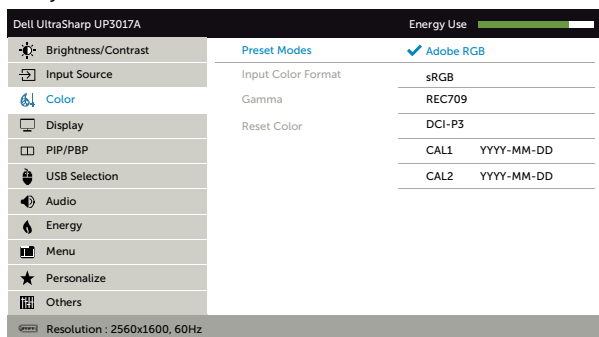 Dell UltraSharp UP3017A Energy Use
Brightness/Contrast Preset Modes Adobe RGB
Input Source Input Color Format sRGB
Color Gamma REC709
Display Reset Color DCI-P3
PIP/PBP CAL1 YYYY-MM-DD
USB Selection CAL2 YYYY-MM-DD
Audio
Energy
Menu
Personalize
Others
Resolution : 2560x1600, 60Hz